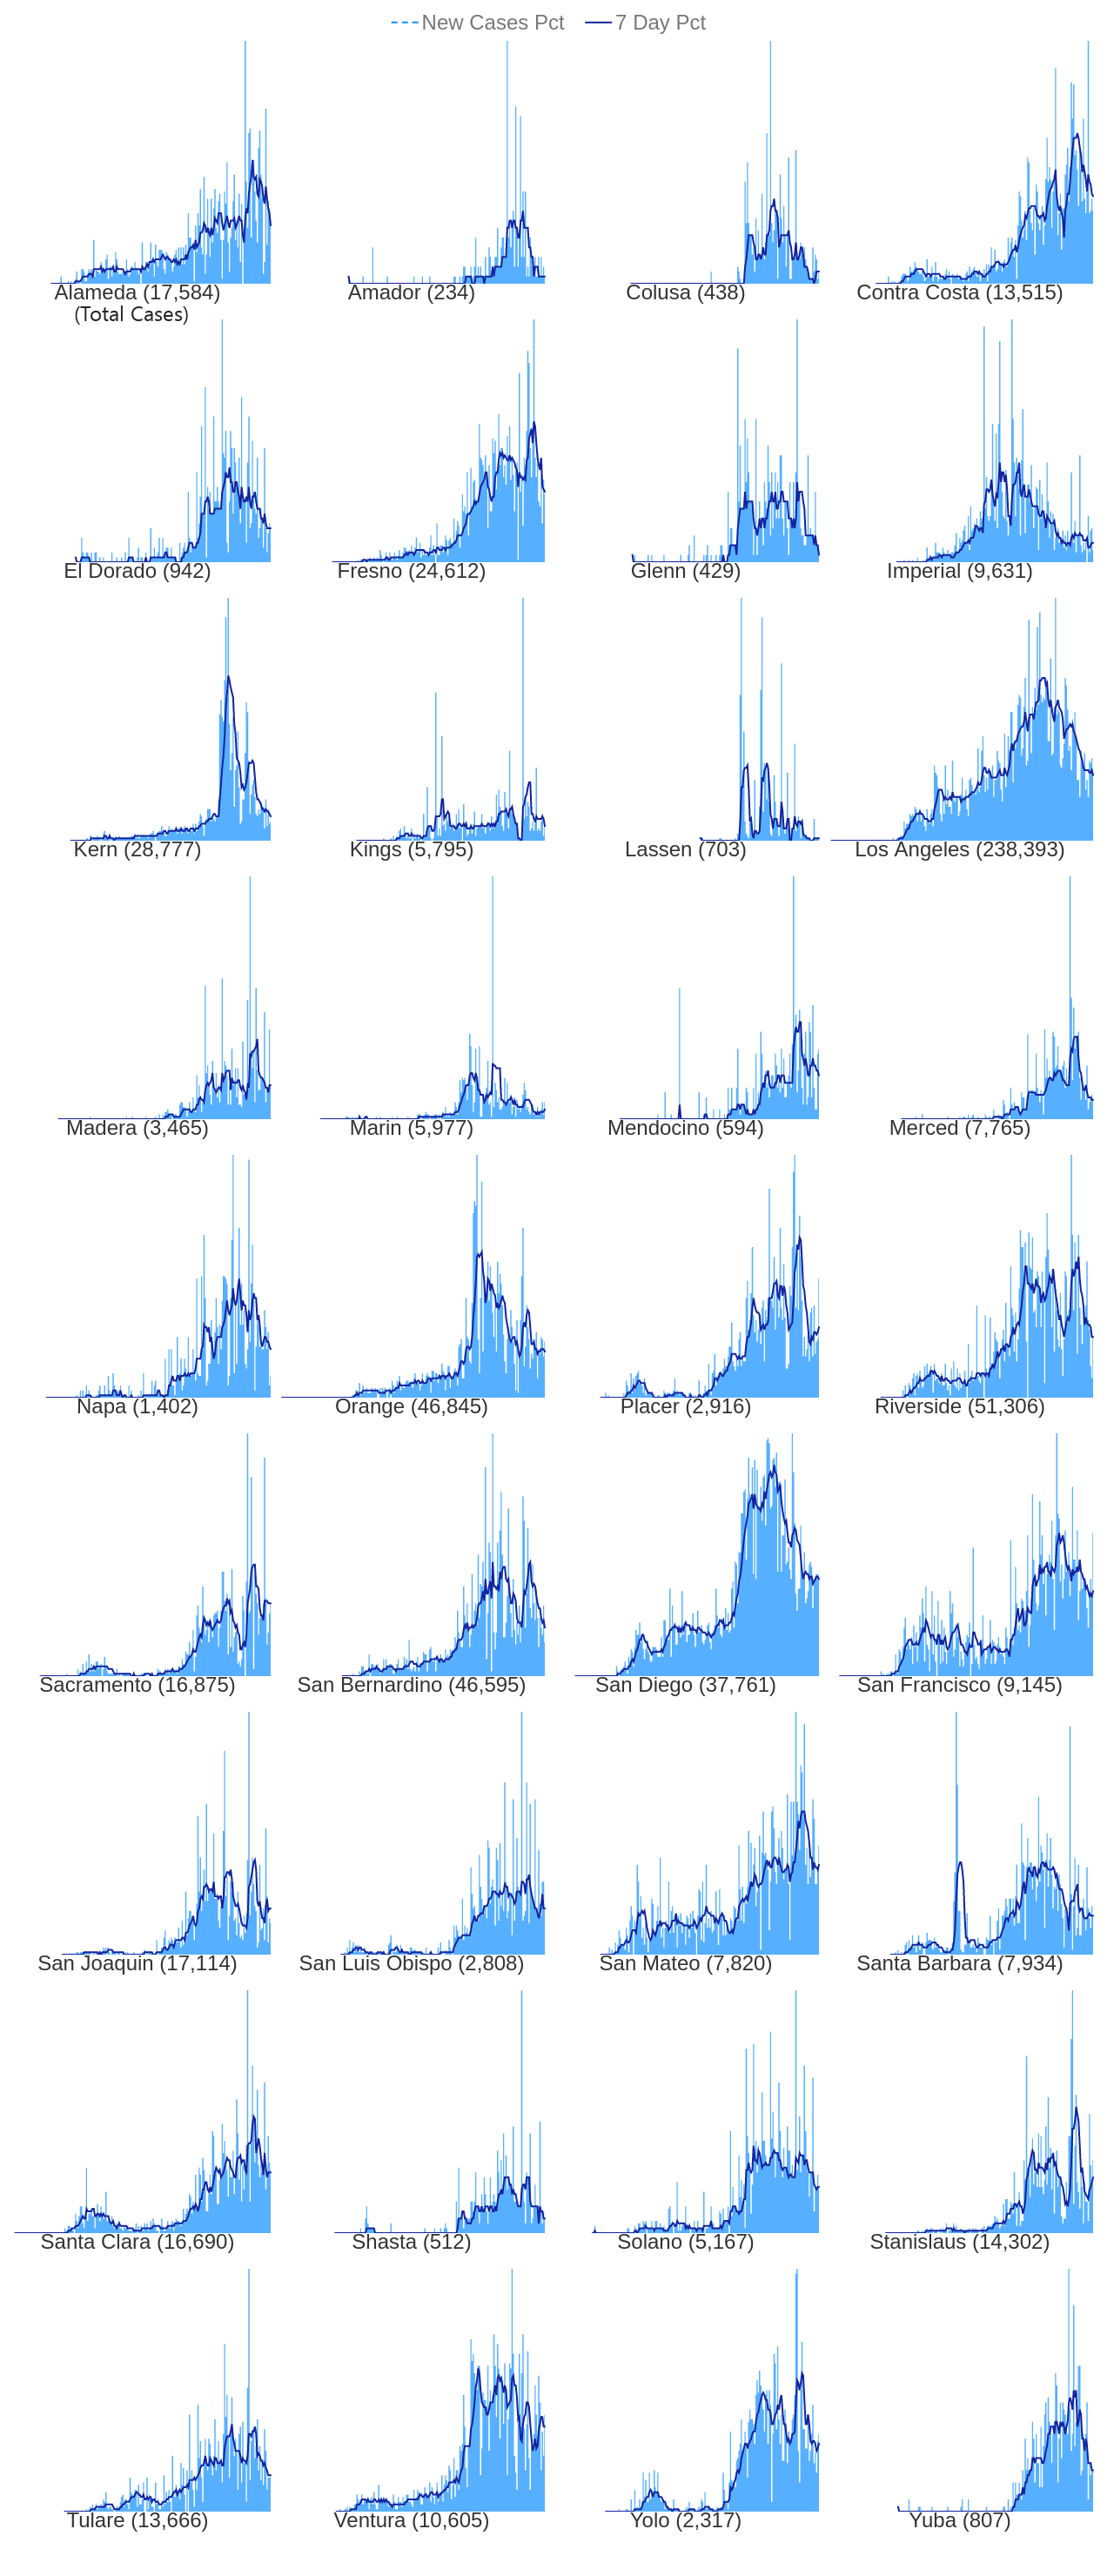 New Cases Pct 7 Day Pct
Alameda (17,584) Amador (234) Colusa (438) Contra Costa (13,515)
(Total Cases)
El Dorado (942) Fresno (24,612) Glenn (429) Imperial (9,631)
Kern (28,777) Kings (5,795) Lassen (703) Los Angeles (238,393)
Madera (3,465) Marin (5,977) Mendocino (594) Merced (7,765)
Napa (1,402) Orange (46,845) Placer (2,916) Riverside (51,306)
Sacramento (16,875) San Bernardino (46,595) San Diego (37,761) San Francisco (9,145)
San Joaquin (17,114) San Luis Obispo (2,808) San Mateo (7,820) Santa Barbara (7,934)
Santa Clara (16,690) Shasta (512) Solano (5,167) Stanislaus (14,302)
Tulare (13,666) Ventura (10,605) Yolo (2,317) Yuba (807)